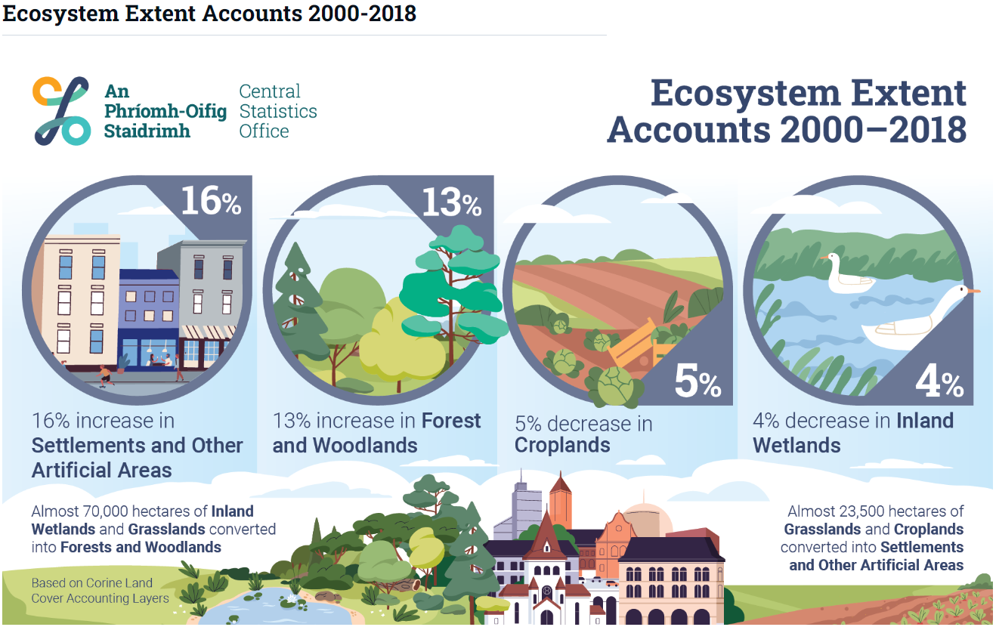 Ecosystem Extent Accounts 2000-2018
An
Phríomh-Oifig
Staidrimh
Central
Statistics
Office
Ecosystem Extent
Accounts 2000–2018
16%
13%
5%
4%
16% increase in
Settlements and Other
Artificial Areas
13% increase in Forest
and Woodlands
5% decrease in
Croplands
4% decrease in Inland
Wetlands
Almost 70,000 hectares of Inland
Wetlands and Grasslands converted
into Forests and Woodlands
Almost 23,500 hectares of
Grasslands and Croplands
converted into Settlements
and Other Artificial Areas
Based on Corine Land
Cover Accounting Layers